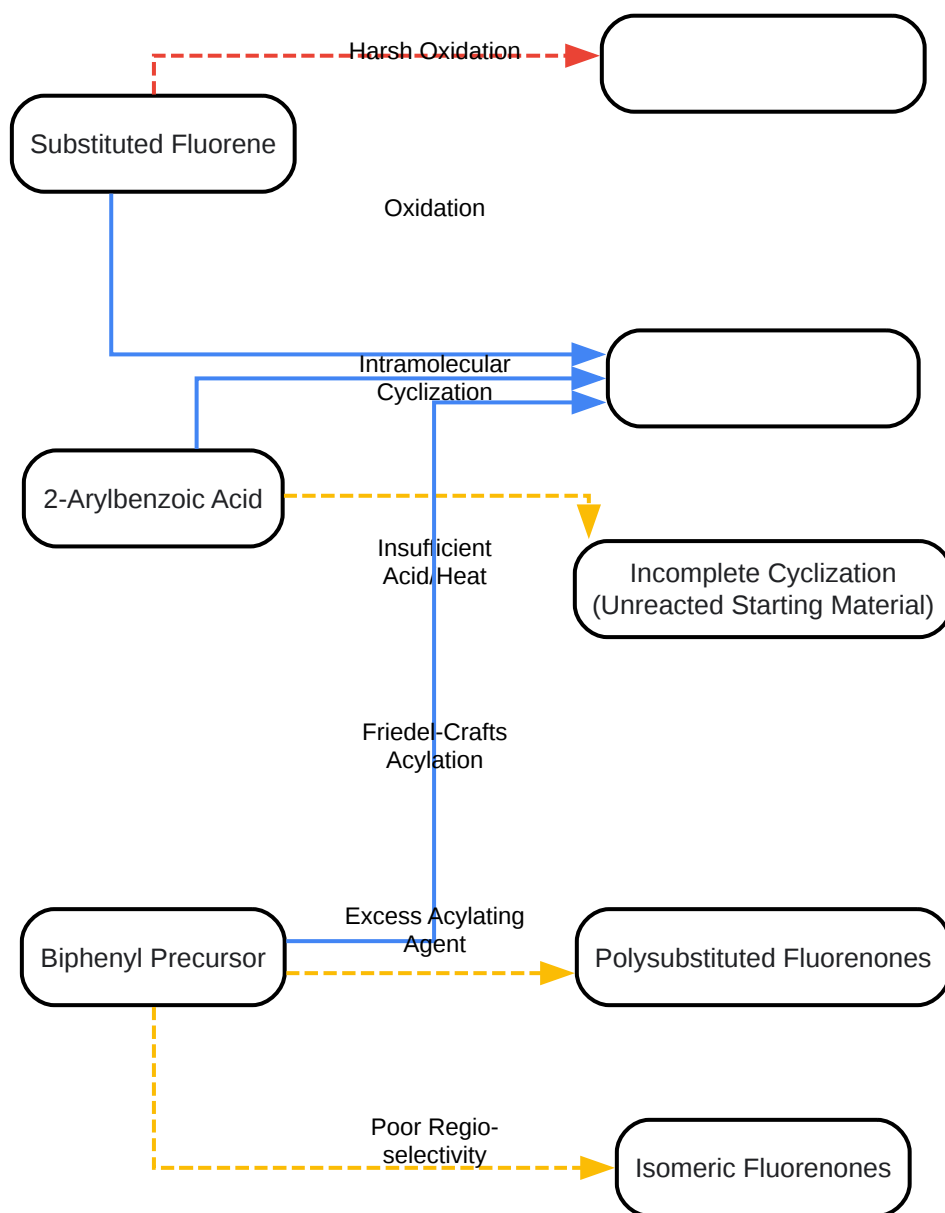 Harsh Oxidation
Substituted Fluorene
Oxidation
Intramolecular
Cyclization
2-Arylbenzoic Acid
Insufficient
Acid/Heat
Incomplete Cyclization
(Unreacted Starting Material)
Friedel-Crafts
Acylation
Excess Acylating
Agent
Biphenyl Precursor
Polysubstituted Fluorenones
Poor Regio-
selectivity
Isomeric Fluorenones